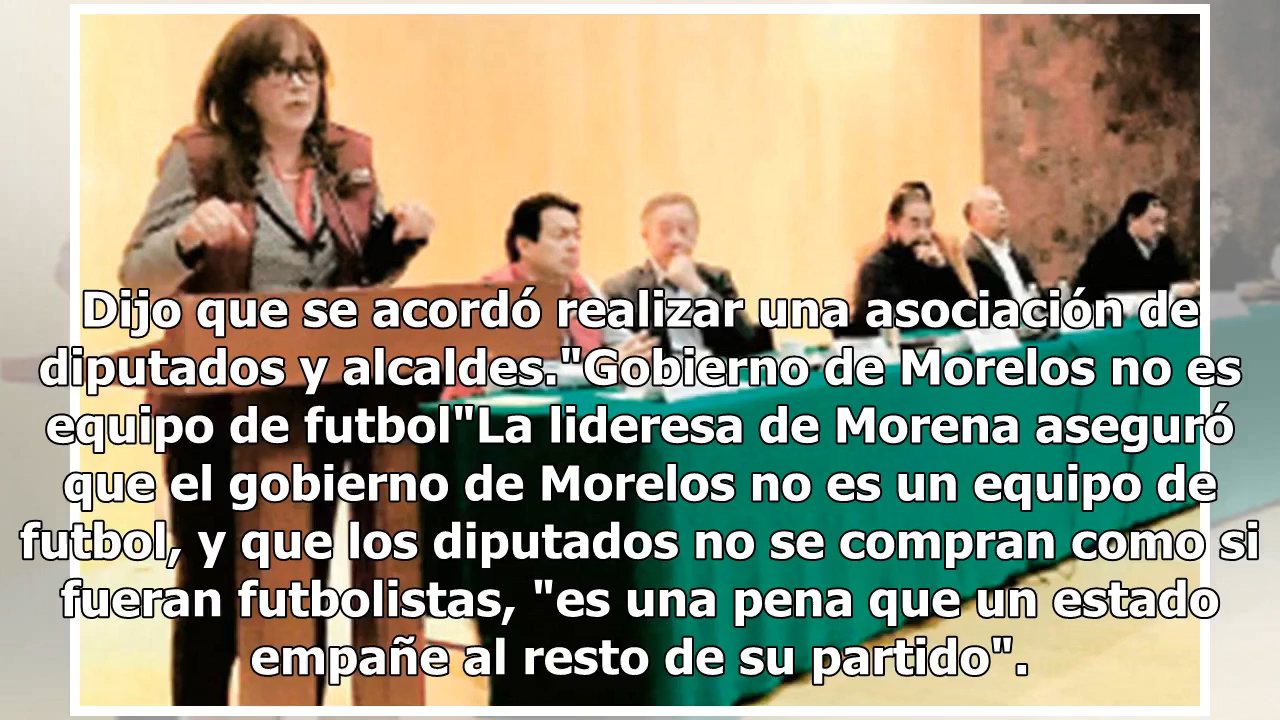 Dijo que se acordó realizar una asociación de
diputados y alcaldes."Gobierno de Morelos no es
equipo de futbol"La lideresa de Morena aseguró
que el gobierno de Morelos no es un equipo de
futbol, y que los diputados no se compran como si
fueran futbolistas, "es una pena que un estado
empañe al resto de su partido".